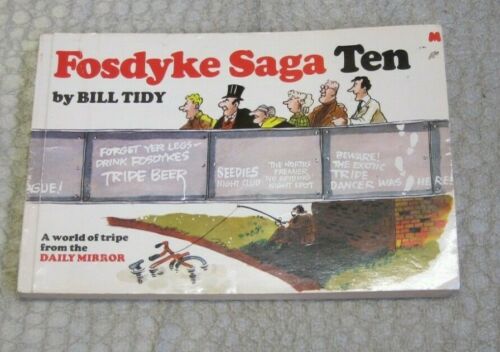 M
Fosdyke Saga Ten
by BILL TIDY
FORGET YER LEGS-
DRINK FOSDYKES
TRIPE BEER
SEEDIES
NIGHT CLUB
THE NORTHS
PREMIER
NIGHT SPOT
BEWARE!
THE EXOTIC
TRIPE
DANCER WAS HERE!
GUE!
A world of tripe
from the
DAILY MIRROR